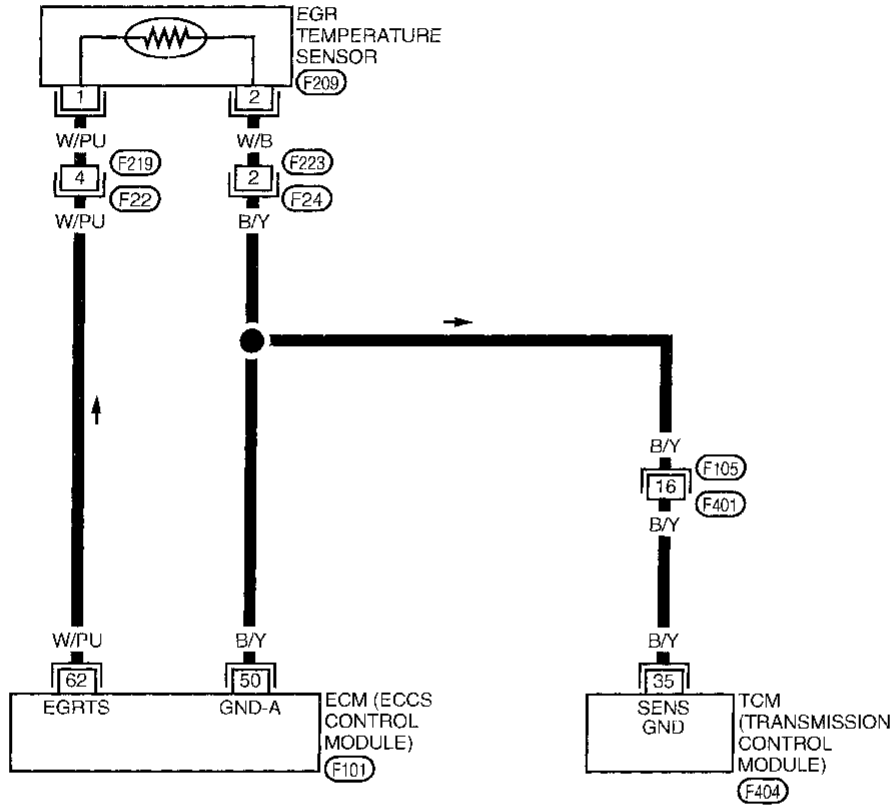 EGR
TEMPERATURE
SENSOR
F209
1
2
W/PU
W/B
F219
F223
4
2
F22
F24
W/PU
B/Y
B/Y
F105
16
F401
B/Y
W/PU
B/Y
B/Y
62
50
35
EGRTS
GND-A
ECM (ECCS
CONTROL
MODULE)
F101
SENS
GND
TCM
(TRANSMISSION
CONTROL
MODULE)
F404